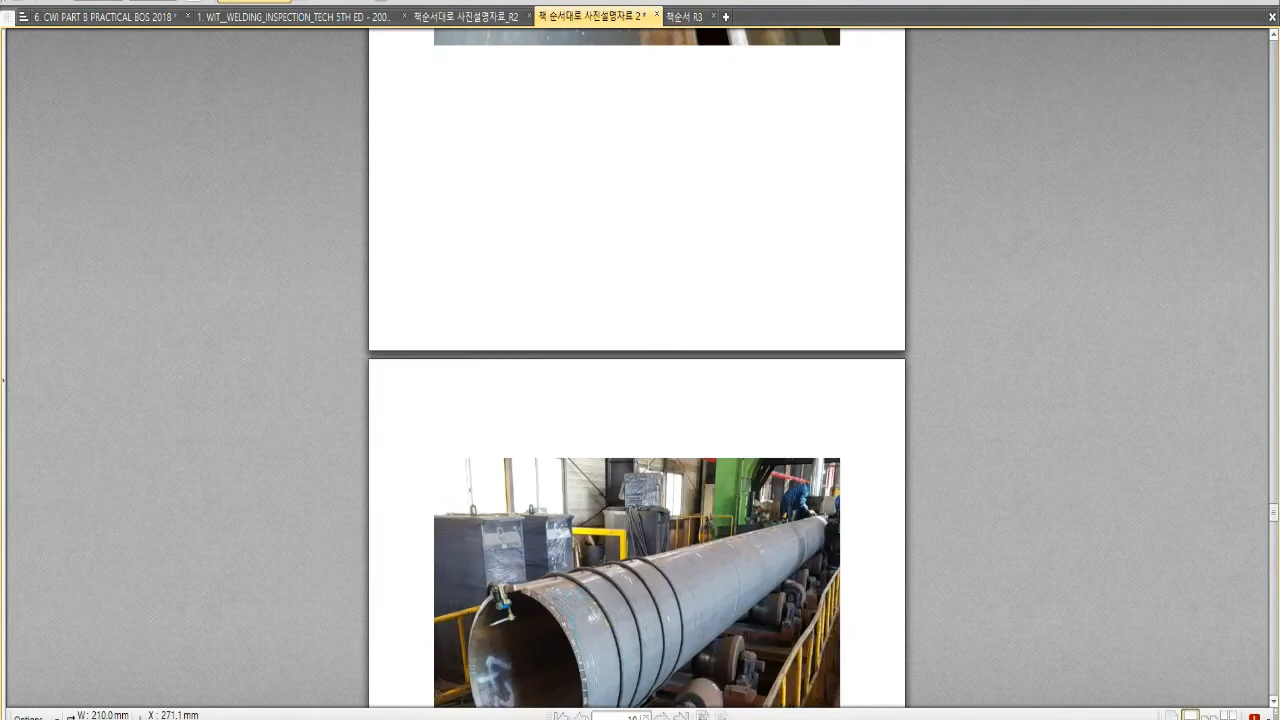 6. CWI PART B PRACTICAL BOS 2018*
1. WIT_WELDING_INSPECTION_TECH 5TH ED - 200...
책순서대로 사진설명자료_R2
책 순서대로 사진설명자료 2*
책순서 R3
Options
W: 210.0mm
X: 271.1mm